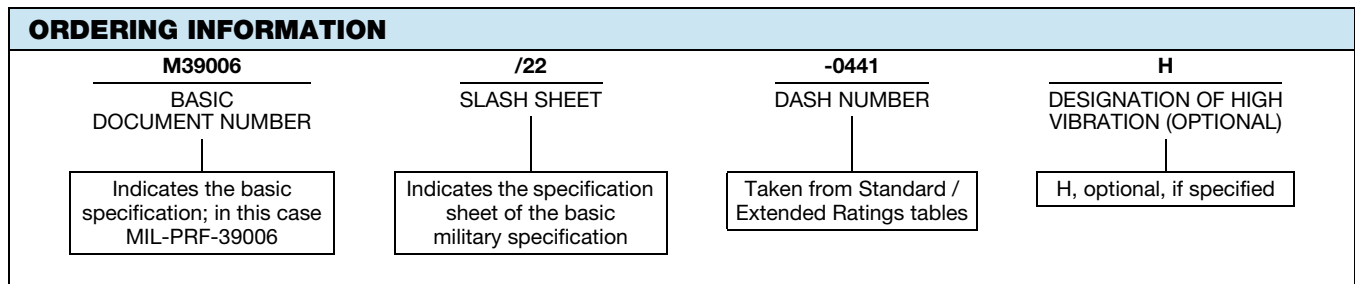 ORDERING INFORMATION
M39006
/22
-0441
H
BASIC
DOCUMENT NUMBER
SLASH SHEET
DASH NUMBER
DESIGNATION OF HIGH
VIBRATION (OPTIONAL)
Indicates the basic
specification; in this case
MIL-PRF-39006
Indicates the specification
sheet of the basic
military specification
Taken from Standard /
Extended Ratings tables
H, optional, if specified